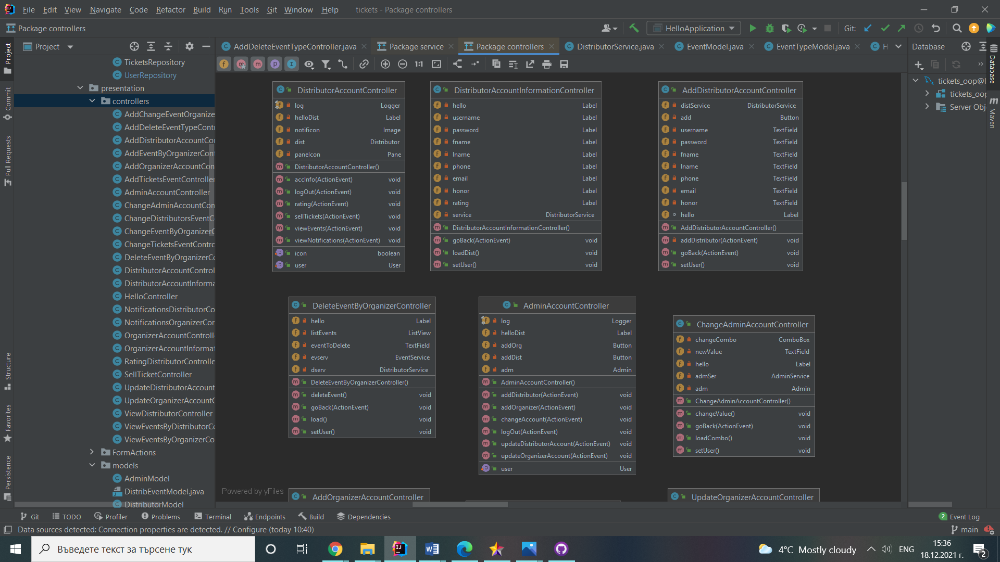 File Edit View Navigate Code Refactor Build Run Tools Git Window Help tickets - Package controllers
Package controllers HelloApplication Git:
Project
AddDeleteEventTypeController.java Package service Package controllers DistributorService.java EventModel.java EventTypeModel.java H
Database
1:1
Project
Commit
Pull Requests
Structure
Favorites
Persistence
TicketsRepository
UserRepository
presentation
controllers
AddChangeEventOrganize
AddDeleteEventTypeCont
AddDistributorAccountCo
AddEventByOrganizerCon
AddOrganizerAccountCon
AddTicketsEventController
AdminAccountController
ChangeAdminAccountCon
ChangeDistributorsEventC
ChangeEventByOrganizerC
ChangeTicketsEventContro
DeleteEventByOrganizerCo
DistributorAccountControl
DistributorAccountInforma
HelloController
NotificationsDistributorCo
NotificationsOrganizerCon
OrganizerAccountControll
OrganizerAccountInformat
RatingDistributorControlle
SellTicketController
UpdateDistributorAccount
UpdateOrganizerAccountC
ViewDistributorController
ViewEventsByDistributorCo
ViewEventsByOrganizerCo
FormActions
models
AdminModel
DistribEventModel.java
DistributorModel
DistributorAccountController
log Logger
helloDist Label
notificon Image
dist Distributor
paneIcon Pane
DistributorAccountController()
accInfo(ActionEvent) void
logOut(ActionEvent) void
rating(ActionEvent) void
sellTickets(ActionEvent) void
viewEvents(ActionEvent) void
viewNotifications(ActionEvent) void
icon boolean
user User
DistributorAccountInformationController
hello Label
username Label
password Label
fname Label
lname Label
phone Label
email Label
honor Label
rating Label
service DistributorService
DistributorAccountInformationController()
goBack(ActionEvent) void
loadDist() void
setUser() void
AddDistributorAccountController
distService DistributorService
add Button
username TextField
password TextField
fname TextField
lname TextField
phone TextField
email TextField
honor TextField
hello Label
AddDistributorAccountController()
addDistributor(ActionEvent) void
goBack(ActionEvent) void
setUser() void
DeleteEventByOrganizerController
hello Label
listEvents ListView
eventToDelete TextField
evserv EventService
dserv DistributorService
DeleteEventByOrganizerController()
deleteEvent() void
goBack(ActionEvent) void
load() void
setUser() void
AdminAccountController
log Logger
helloDist Label
addOrg Button
addDist Button
adm Admin
AdminAccountController()
addDistributor(ActionEvent) void
addOrganizer(ActionEvent) void
changeAccount(ActionEvent) void
logOut(ActionEvent) void
updateDistributorAccount(ActionEvent) void
updateOrganizerAccount(ActionEvent) void
user User
ChangeAdminAccountController
changeCombo ComboBox
newValue TextField
hello Label
admSer AdminService
adm Admin
ChangeAdminAccountController()
changeValue() void
goBack(ActionEvent) void
loadCombo() void
setUser() void
Powered by yFiles
AddOrganizerAccountController
UpdateOrganizerAccountController
tickets_oop@l
tickets_oop
Server Obj
Database
Maven
Git TODO Profiler Problems Terminal Endpoints Build Dependencies 2 Event Log
Data sources detected: Connection properties are detected. // Configure (today 10:40) main
Въведете текст за търсене тук
4°C Mostly cloudy ENG
15:36
18.12.2021 г.
2